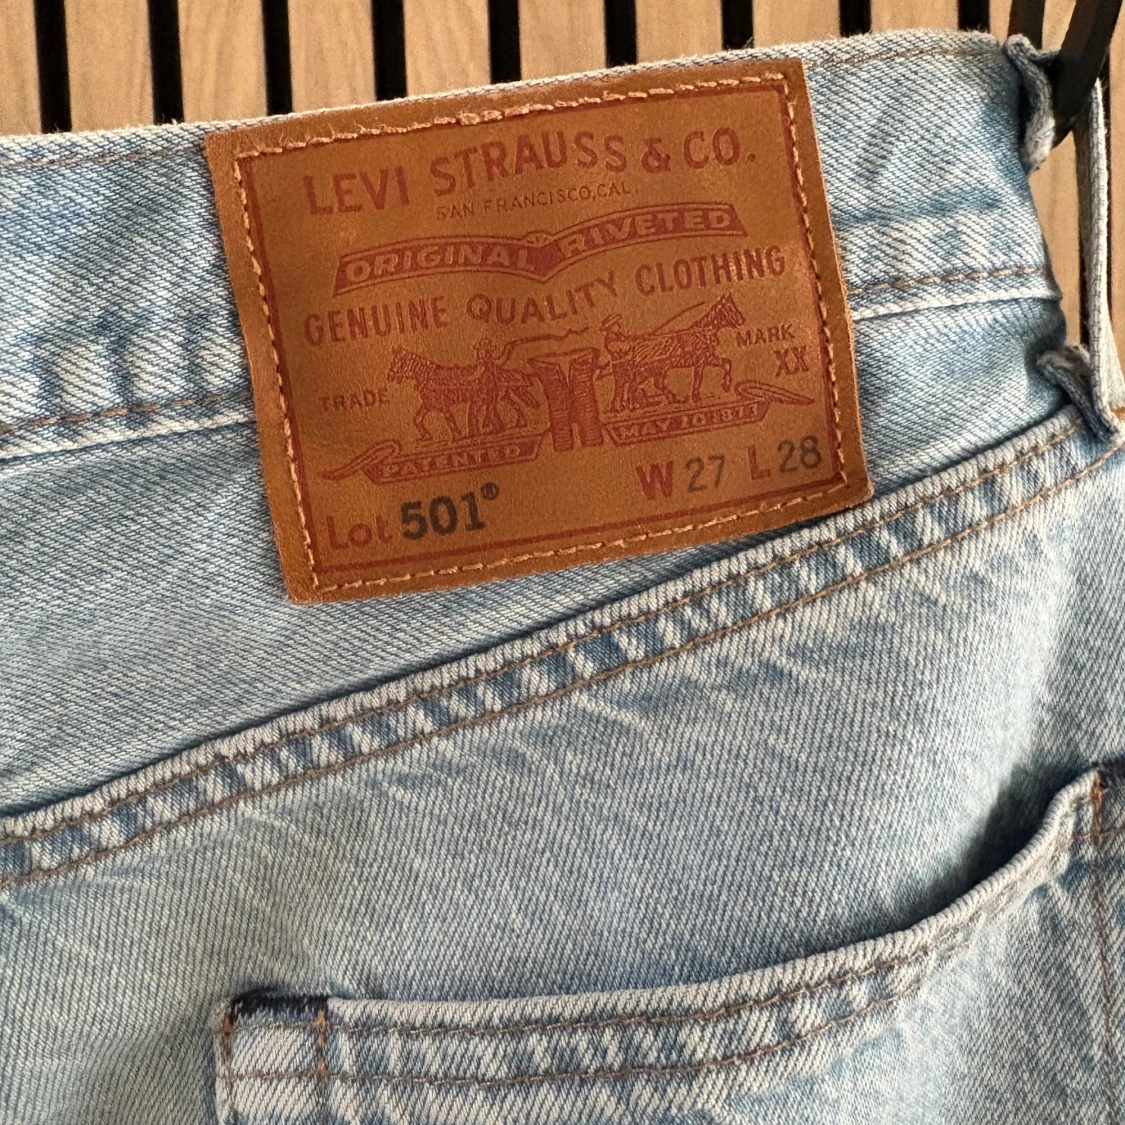 LEVI STRAUSS & CO.
SAN FRANCISCO, CAL.
ORIGINAL RIVETED
GENUINE QUALITY CLOTHING
TRADE MARK
XX
PATENTED MAY 20 1873
W 27 L 28
Lot 501®